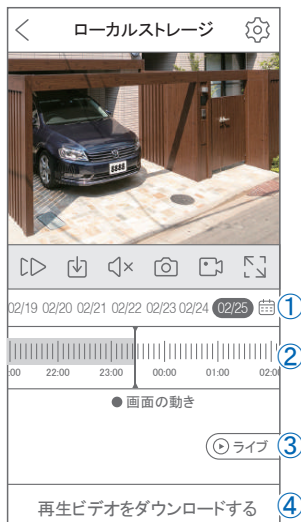 ローカルストレージ
8888
02/19 02/20 02/21 02/22 02/23 02/24 02/25 ①
②
:00 22:00 23:00 00:00 01:00 02:0
●画面の動き
ライブ ③
再生ビデオをダウンロードする ④